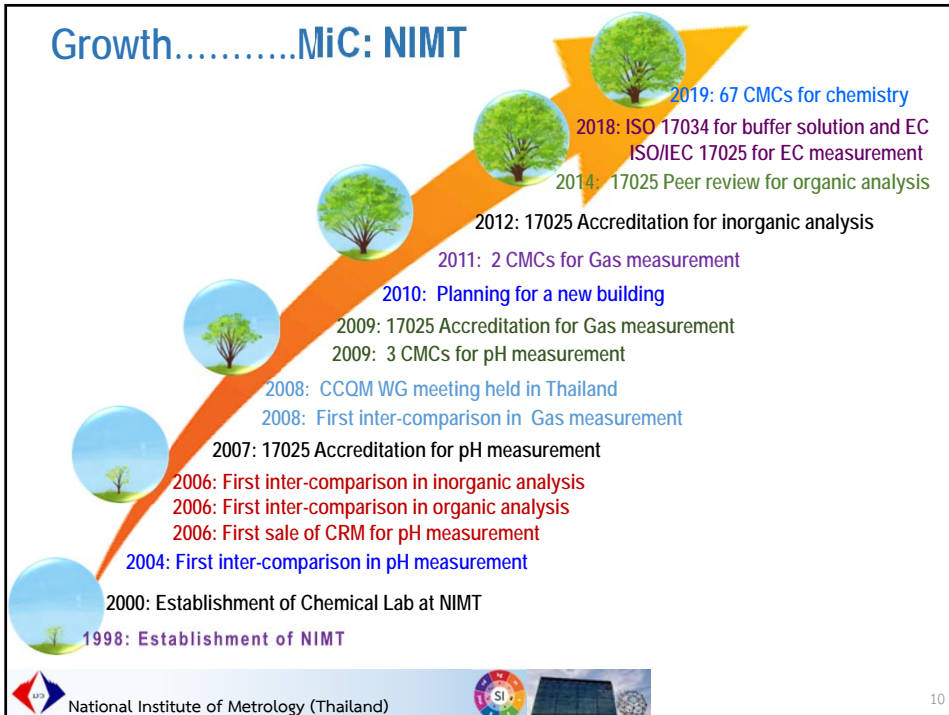 Growth...........MiC: NIMT
2019: 67 CMCs for chemistry
2018: ISO 17034 for buffer solution and EC
ISO/IEC 17025 for EC measurement
2014: 17025 Peer review for organic analysis
2012: 17025 Accreditation for inorganic analysis
2011: 2 CMCs for Gas measurement
2010: Planning for a new building
2009: 17025 Accreditation for Gas measurement
2009: 3 CMCs for pH measurement
2008: CCQM WG meeting held in Thailand
2008: First inter-comparison in Gas measurement
2007: 17025 Accreditation for pH measurement
2006: First inter-comparison in inorganic analysis
2006: First inter-comparison in organic analysis
2006: First sale of CRM for pH measurement
2004: First inter-comparison in pH measurement
2000: Establishment of Chemical Lab at NIMT
1998: Establishment of NIMT
National Institute of Metrology (Thailand)
SI
10